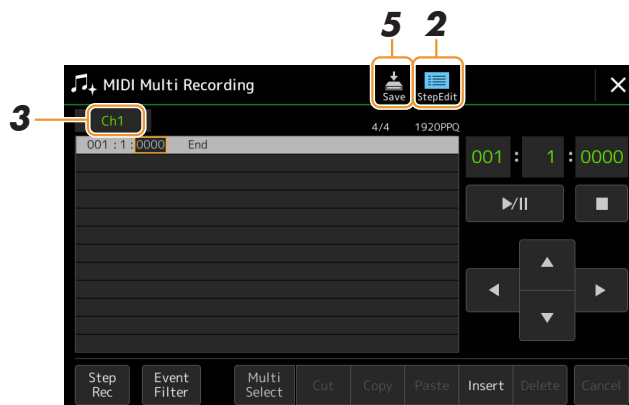 5 2
MIDI Multi Recording
Save
StepEdit
3
Ch1
4/4 1920PPQ
001 : 1 : 0000 End
001 : 1 : 0000
Step Rec
Event Filter
Multi Select
Cut
Copy
Paste
Insert
Delete
Cancel